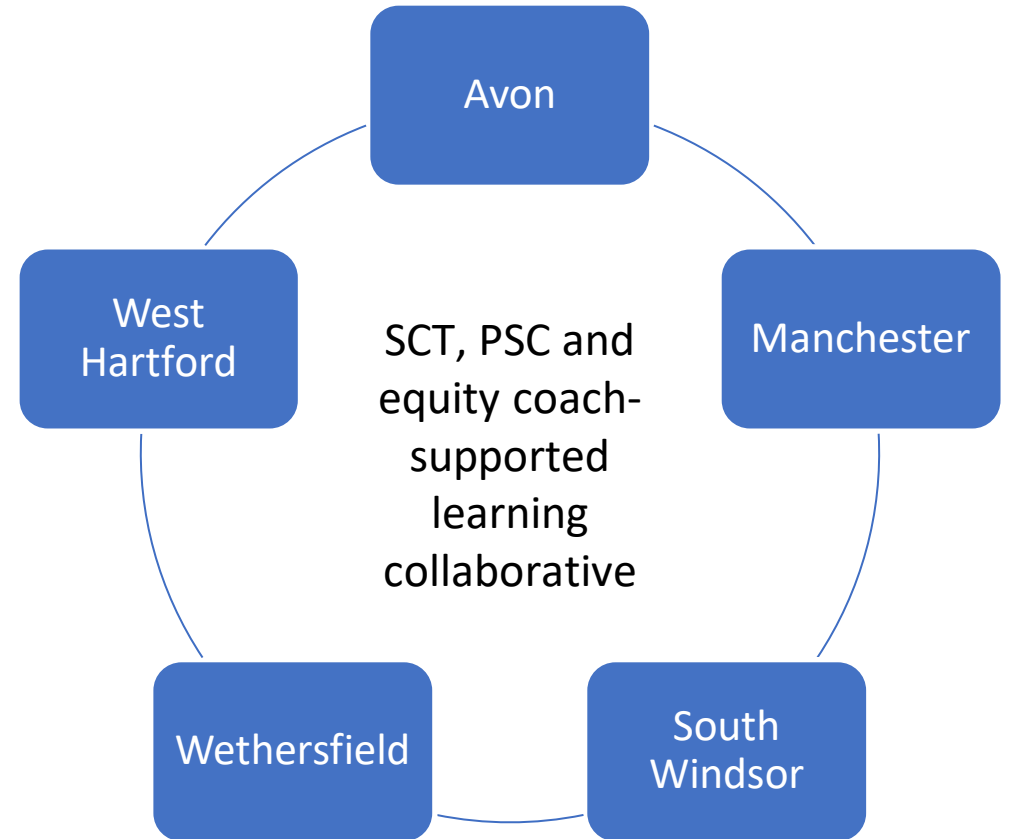 Avon
West
Hartford
Manchester
SCT, PSC and
equity coach-
supported
learning
collaborative
Wethersfield
South
Windsor